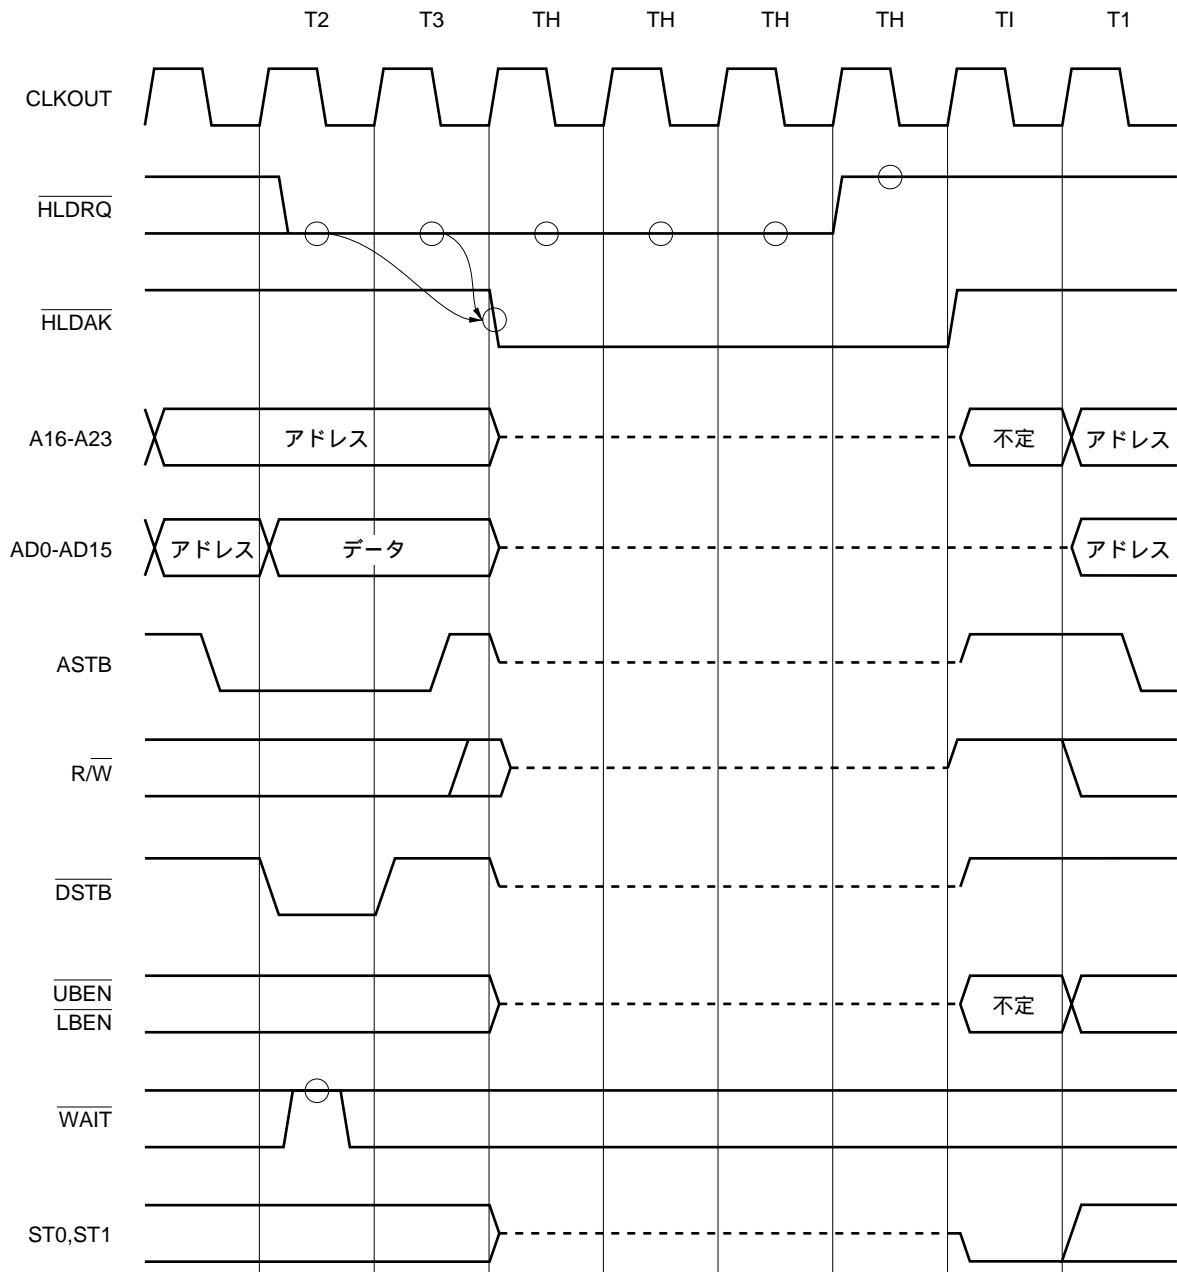 T2 T3 TH TH TH TH TI T1
CLKOUT
HLDRQ
HLDAK
A16-A23 アドレス 不定 アドレス
AD0-AD15 アドレス データ アドレス
ASTB
R/W
DSTB
UBEN 不定
LBEN
WAIT
ST0,ST1